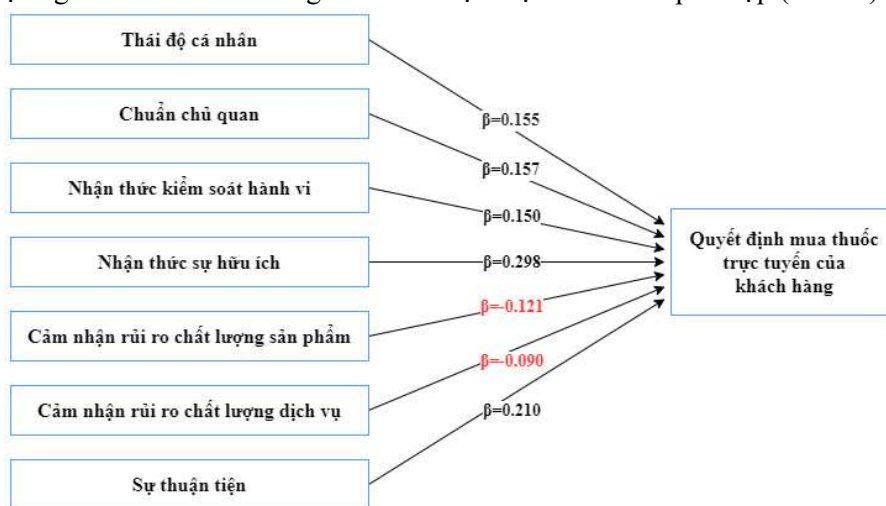 Thái độ cá nhân
Chuẩn chủ quan
Nhận thức kiểm soát hành vi
Nhận thức sự hữu ích
Cảm nhận rủi ro chất lượng sản phẩm
Cảm nhận rủi ro chất lượng dịch vụ
Sự thuận tiện
β=0.155
β=0.157
β=0.150
β=0.298
β=-0.121
β=-0.090
β=0.210
Quyết định mua thuốc
trực tuyến của
khách hàng